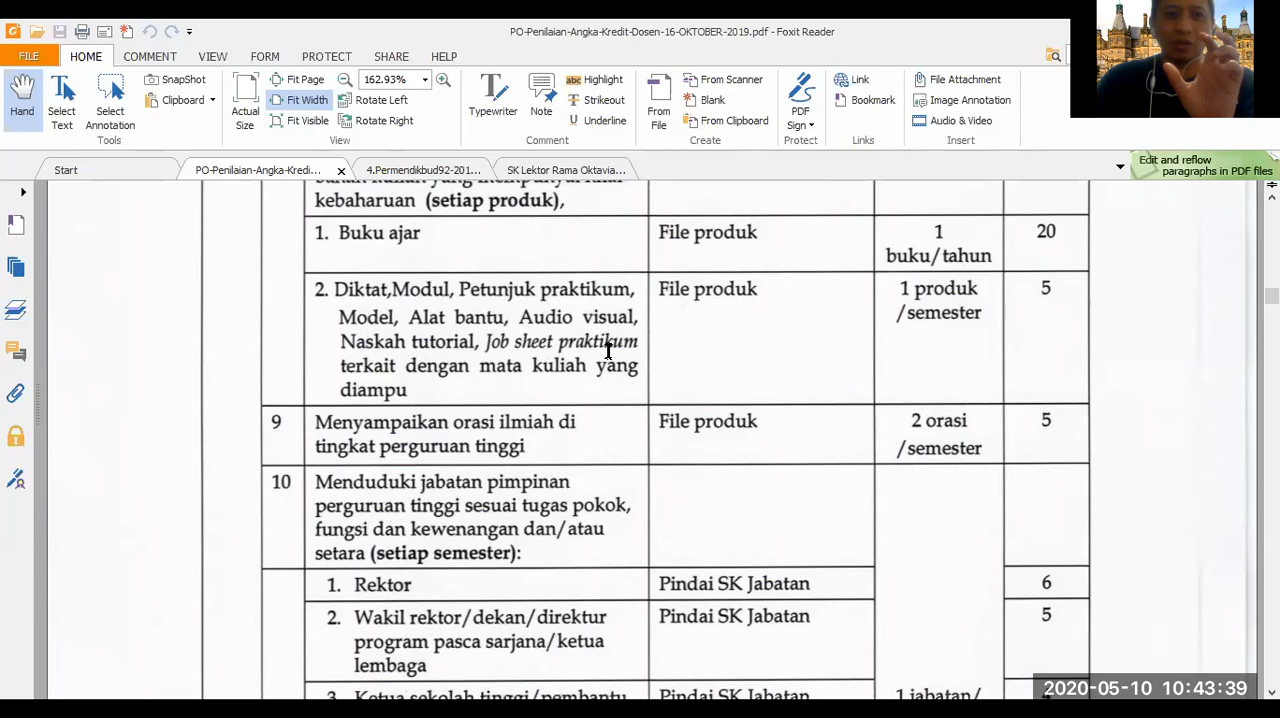 PO-Penilaian-Angka-Kredit-Dosen-16-OKTOBER-2019.pdf - Foxit Reader
FILE HOME COMMENT VIEW FORM PROTECT SHARE HELP
Hand
Select Text
Select Annotation
SnapShot
Clipboard
Tools
Actual Size
Fit Page
Fit Width
Fit Visible
162.93%
Rotate Left
Rotate Right
View
Typewriter
Note
Highlight
Strikeout
Underline
Comment
From File
From Scanner
Blank
From Clipboard
Create
PDF Sign
Protect
Link
Bookmark
Links
File Attachment
Image Annotation
Audio & Video
Insert
Start
PO-Penilaian-Angka-Kredi...
4.Permendikbud92-201...
SK Lektor Rama Oktavia...
Edit and reflow
paragraphs in PDF files
kebaharuan (setiap produk),
1. Buku ajar File produk 1 20
buku/tahun
2. Diktat,Modul, Petunjuk praktikum, File produk 1 produk 5
Model, Alat bantu, Audio visual, /semester
Naskah tutorial, Job sheet praktikum
terkait dengan mata kuliah yang
diampu
9 Menyampaikan orasi ilmiah di File produk 2 orasi 5
tingkat perguruan tinggi /semester
10 Menduduki jabatan pimpinan
perguruan tinggi sesuai tugas pokok,
fungsi dan kewenangan dan/atau
setara (setiap semester):
1. Rektor Pindai SK Jabatan 6
2. Wakil rektor/dekan/direktur Pindai SK Jabatan 5
program pasca sarjana/ketua
lembaga
3. Ketua sekolah tinggi/pembantu Pindai SK Jabatan 1 jabatan/
2020-05-10 10:43:39